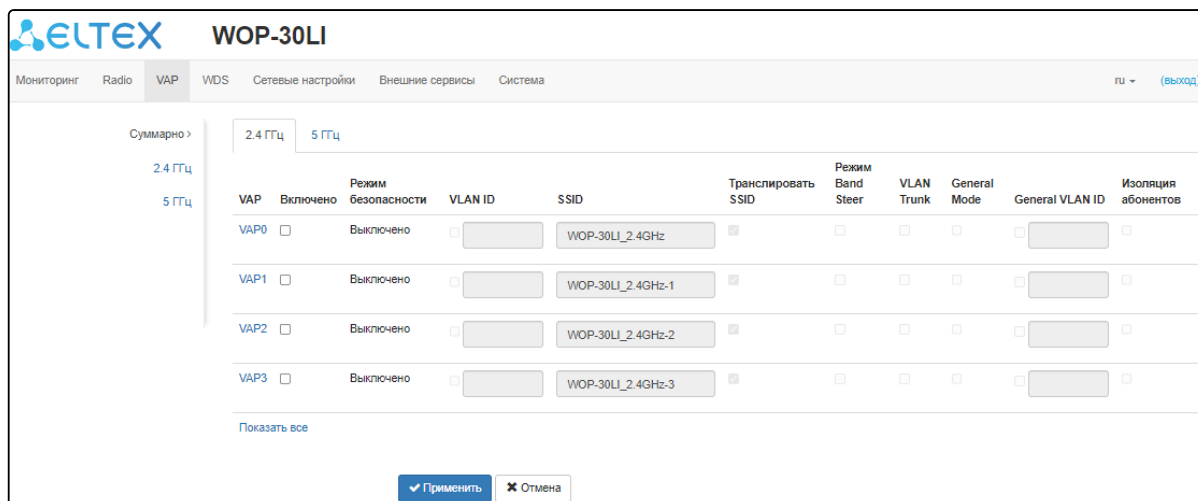 ELTEX WOP-30LI
Мониторинг Radio VAP WDS Сетевые настройки Внешние сервисы Система ru (выход)
Суммарно >
2.4 ГГц
5 ГГц
2.4 ГГц 5 ГГц
VAP Включено Режим безопасности VLAN ID SSID Транслировать SSID Режим Band Steer VLAN Trunk General Mode General VLAN ID Изоляция абонентов
VAP0 Выключено WOP-30LI_2.4GHz
VAP1 Выключено WOP-30LI_2.4GHz-1
VAP2 Выключено WOP-30LI_2.4GHz-2
VAP3 Выключено WOP-30LI_2.4GHz-3
Показать все
Применить Отмена